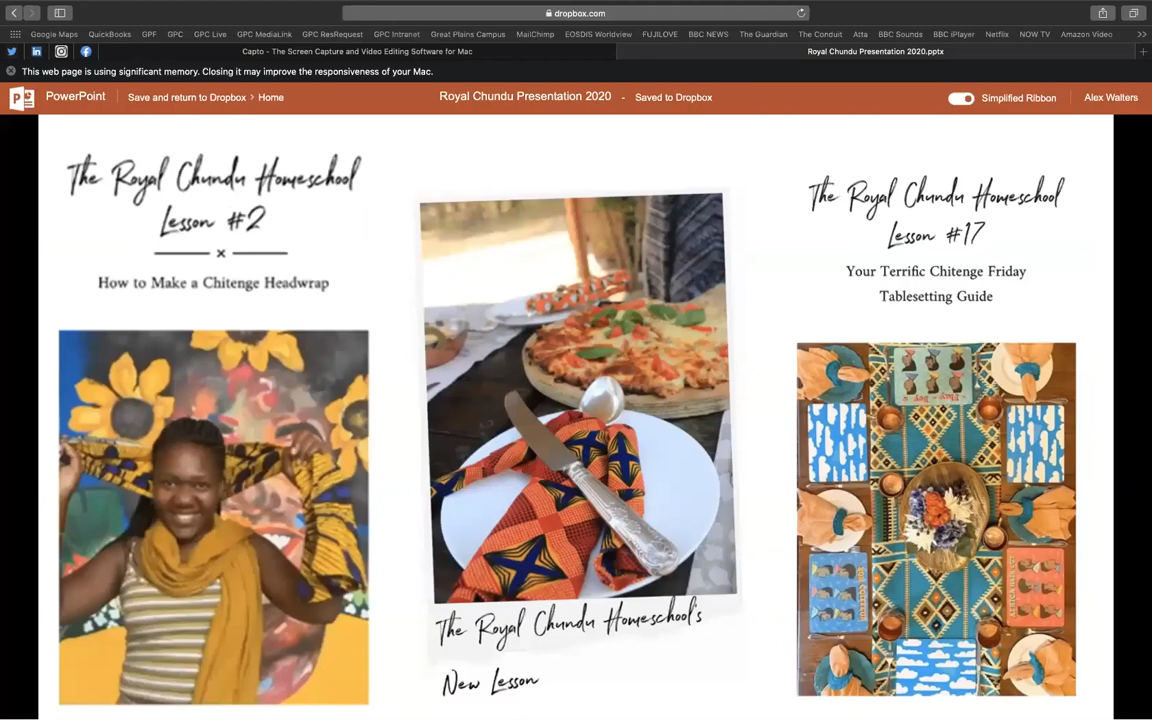 dropbox.com
Google Maps QuickBooks GPF GPC GPC Live GPC MediaLink GPC ResRequest GPC Intranet Great Plains Campus MailChimp EOSDIS Worldview FUJILOVE BBC NEWS The Guardian The Conduit Atta BBC Sounds BBC iPlayer Netflix NOW TV Amazon Video
Capto - The Screen Capture and Video Editing Software for Mac
Royal Chundu Presentation 2020.pptx
This web page is using significant memory. Closing it may improve the responsiveness of your Mac.
PowerPoint Save and return to Dropbox > Home Royal Chundu Presentation 2020 - Saved to Dropbox Simplified Ribbon Alex Walters
The Royal Chundu Homeschool
Lesson #2
How to Make a Chitenge Headwrap
The Royal Chundu Homeschool's
New Lesson
The Royal Chundu Homeschool
Lesson #17
Your Terrific Chitenge Friday
Tablesetting Guide